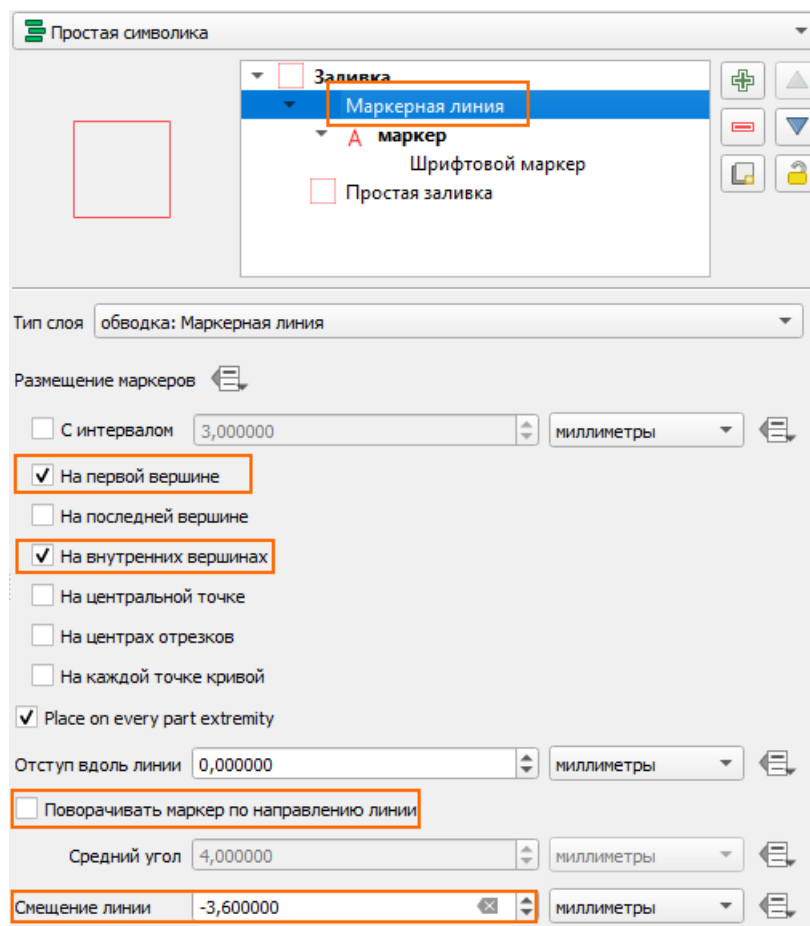 Простая символика
Заливка
Маркерная линия
A маркер
Шрифтовой маркер
Простая заливка
Тип слоя обводка: Маркерная линия
Размещение маркеров
С интервалом 3,000000 миллиметры
На первой вершине
На последней вершине
На внутренних вершинах
На центральной точке
На центрах отрезков
На каждой точке кривой
Place on every part extremity
Отступ вдоль линии 0,000000 миллиметры
Поворачивать маркер по направлению линии
Средний угол 4,000000 миллиметры
Смещение линии -3,600000 миллиметры